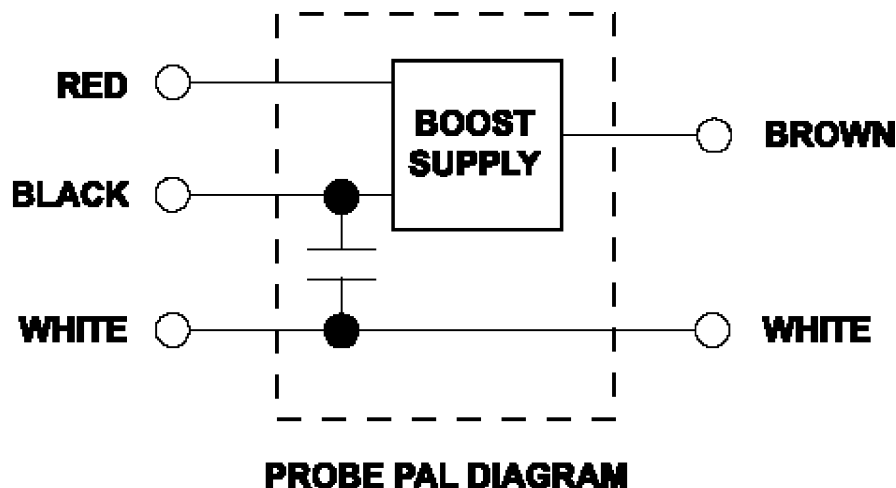 RED
BOOST
SUPPLY
BROWN
BLACK
WHITE
WHITE
PROBE PAL DIAGRAM